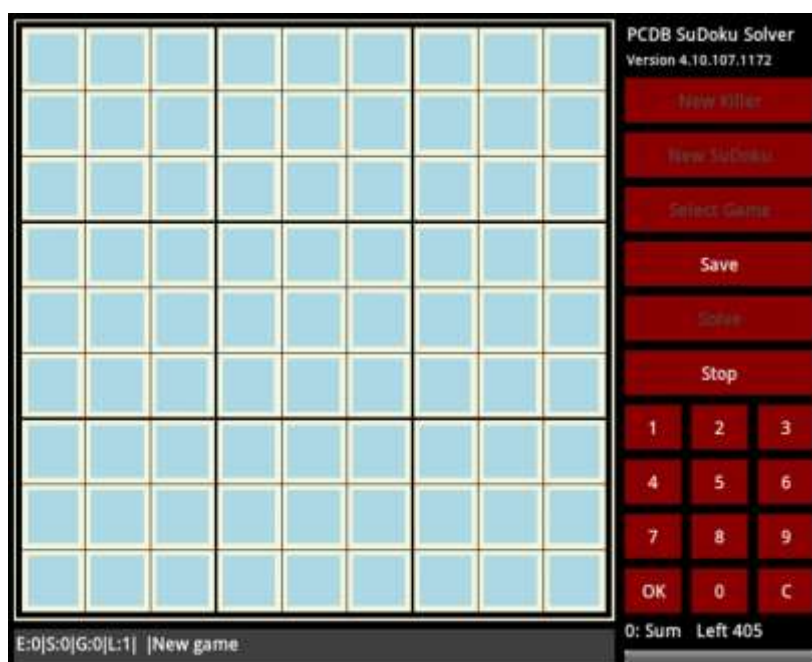 PCDB SuDoku Solver
Version 4.10.107.1172
New Killer
New SuDoku
Select Game
Save
Solve
Stop
1 2 3
4 5 6
7 8 9
OK 0 C
0: Sum Left 405
E:0|S:0|G:0|L:1| |New game